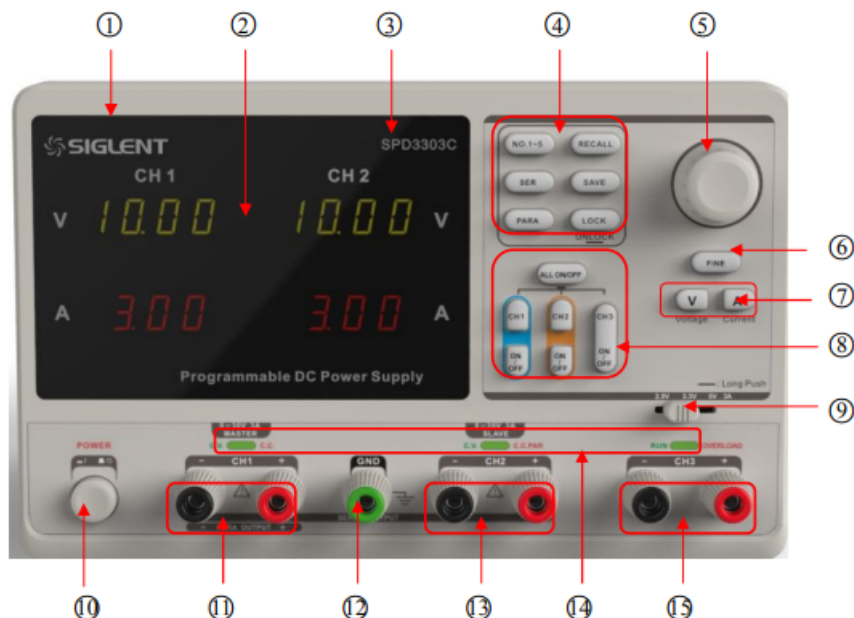 ① ② ③ ④ ⑤
SIGLENT SPD3303C
CH 1 CH 2
V 10.00 10.00 V
A 3.00 3.00 A
Programmable DC Power Supply
NO.1~5 RECALL
SER SAVE
PARA LOCK
UNLOCK
FINE ⑥
V A ⑦
Voltage Current
ALL ON/OFF
CH1 CH2 CH3
ON/OFF ON/OFF ON/OFF ⑧
: Long Push
2.5V 3.3V 5V 3A ⑨
MASTER SLAVE
POWER C.V. C.C. C.V. C.C.PAR RUN OVERLOAD
- CH1 + GND - CH2 + - CH3 +
- PARA OUTPUT +
⑩ ⑪ ⑫ ⑬ ⑭ ⑮